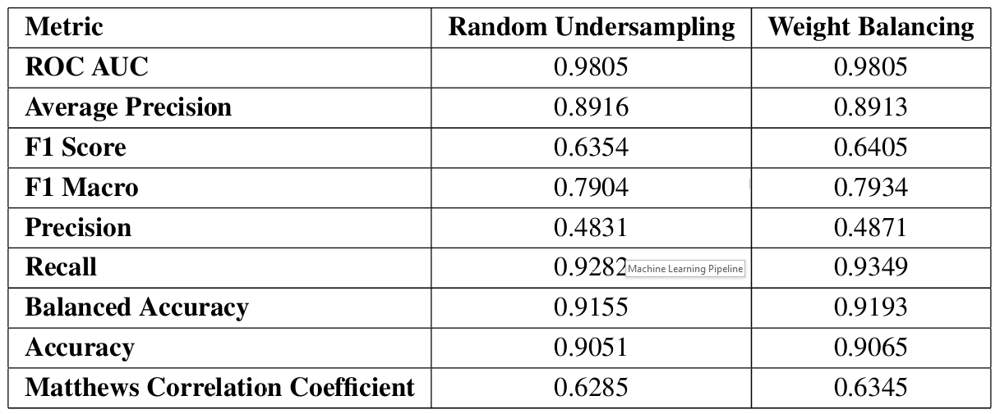 Metric Random Undersampling Weight Balancing
ROC AUC 0.9805 0.9805
Average Precision 0.8916 0.8913
F1 Score 0.6354 0.6405
F1 Macro 0.7904 0.7934
Precision 0.4831 0.4871
Recall 0.9282 Machine Learning Pipeline 0.9349
Balanced Accuracy 0.9155 0.9193
Accuracy 0.9051 0.9065
Matthews Correlation Coefficient 0.6285 0.6345